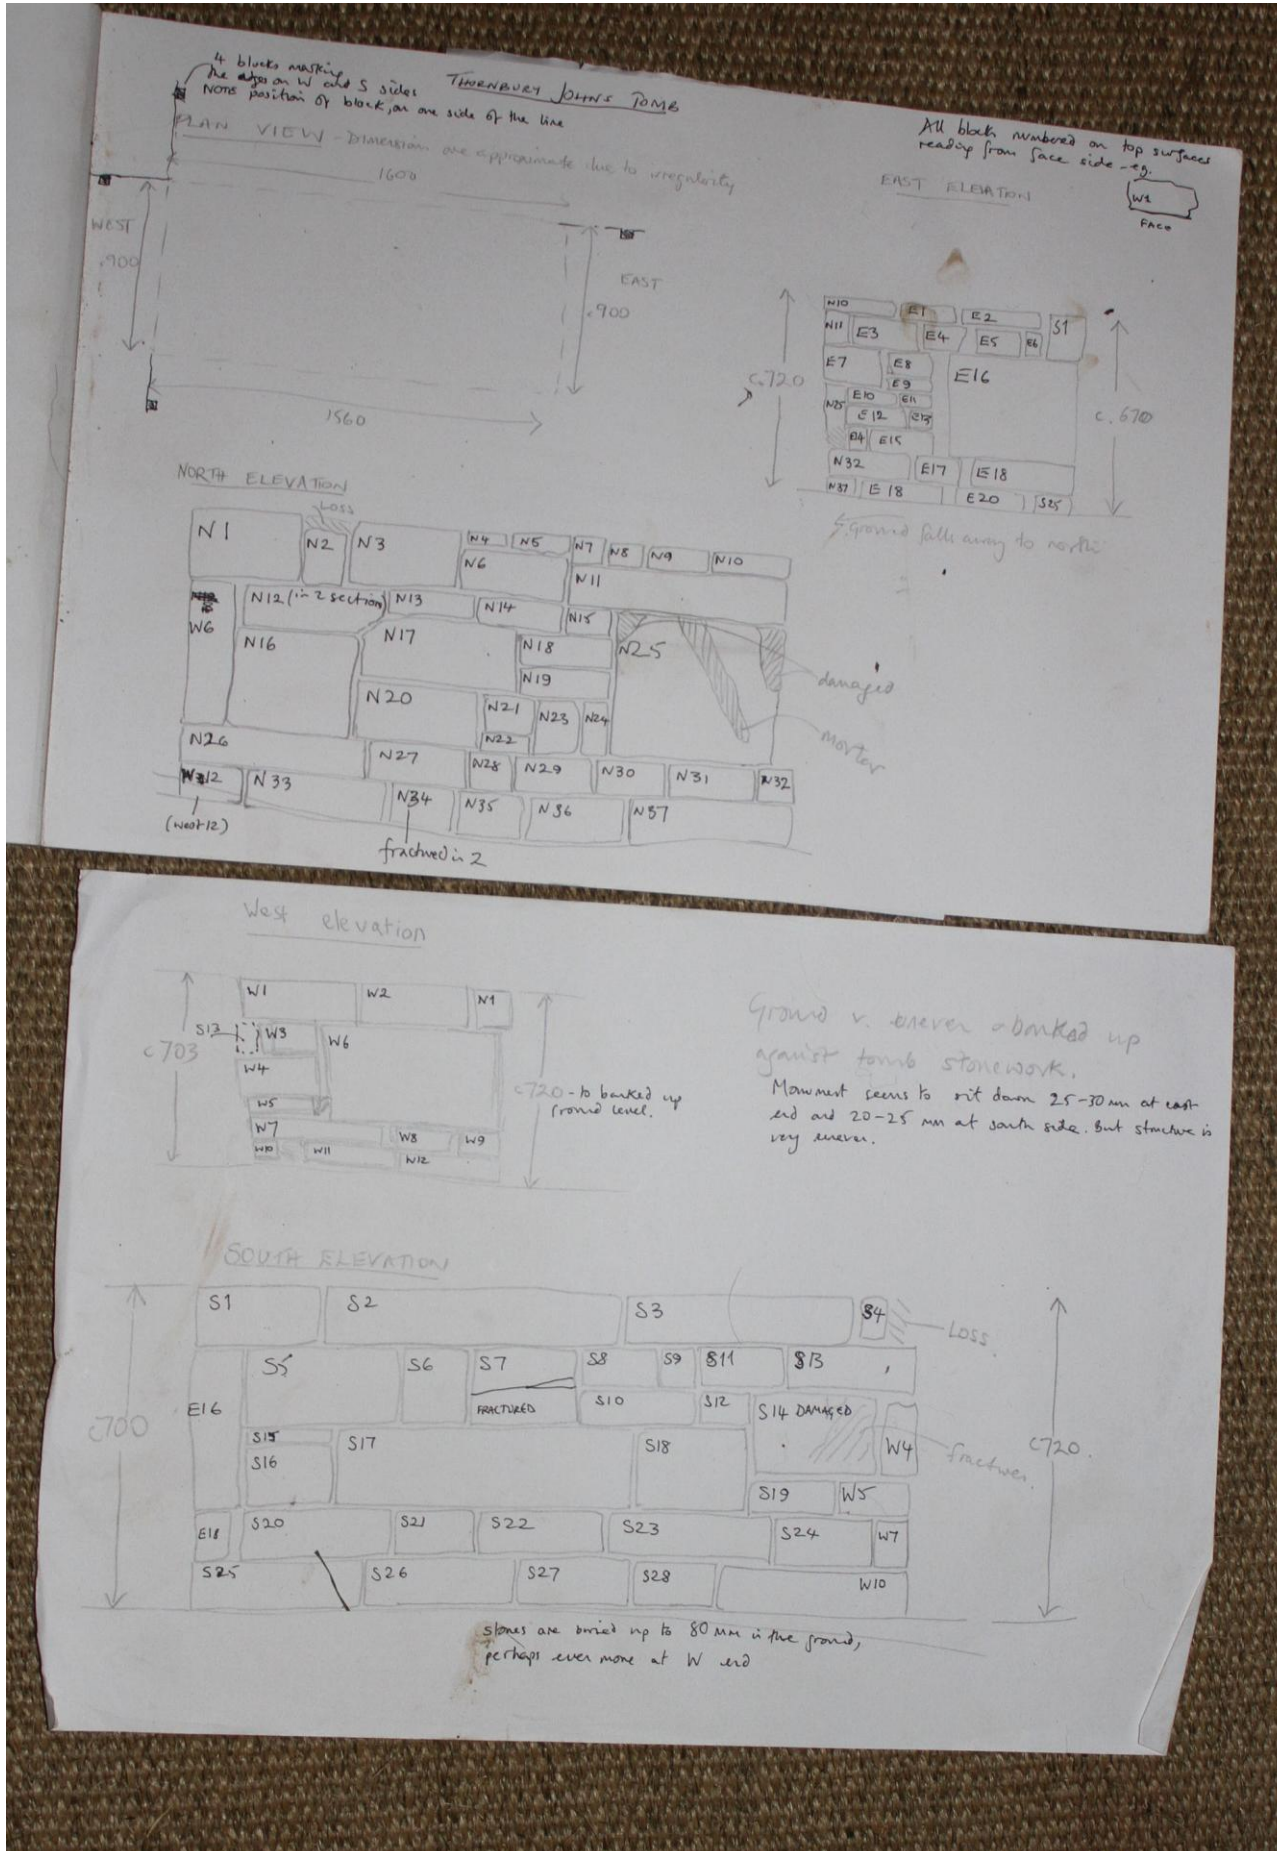 4 blocks masking
the edges on W and S sides
NOTE position of block, on one side of the line
THORNBURY JOHNS TOMB
PLAN VIEW - Dimensions are approximate due to irregularity
1600
WEST
.900
EAST
.900
1560
All block numbered on top surfaces
reading from face side - eg.
W1
FACE
EAST ELEVATION
N10 E1 E2 S1
N11 E3 E4 E5 E6
E7 E8 E16
E9
N25 E10 E11
E12 E13
E14 E15
N32 E17 E18
N37 E18 E20 S25
c.720
c.670
Ground falls away to north
NORTH ELEVATION
LOSS
N1 N2 N3 N4 N5 N7 N8 N9 N10
N6 N11
W6 N12 (in 2 section) N13 N14 N15
N16 N17 N18 N25
N19
N20 N21 N23 N24
N22
N26 N27 N28 N29 N30 N31 N32
W12 N33 N34 N35 N36 N37
(west 12)
fractured in 2
damaged
mortar
West elevation
W1 W2 N1
S13 W3 W6
W4
W5
W7 W8 W9
W10 W11 W12
c703
c720 - to banked up
ground level.
Ground v. uneven & banked up
against tomb stonework.
Monument seems to sit down 25-30 mm at east
end and 20-25 mm at south side. But structure is
very uneven.
SOUTH ELEVATION
S1 S2 S3 S4
LOSS
S5 S6 S7 S8 S9 S11 S13
E16 FRACTURED S10 S12 S14 DAMAGED
S15 S17 S18 W4
S16
fractures
S19 W5
E18 S20 S21 S22 S23 S24 W7
S25 S26 S27 S28 W10
c700
c720.
stones are buried up to 80 mm in the ground,
perhaps even more at W end